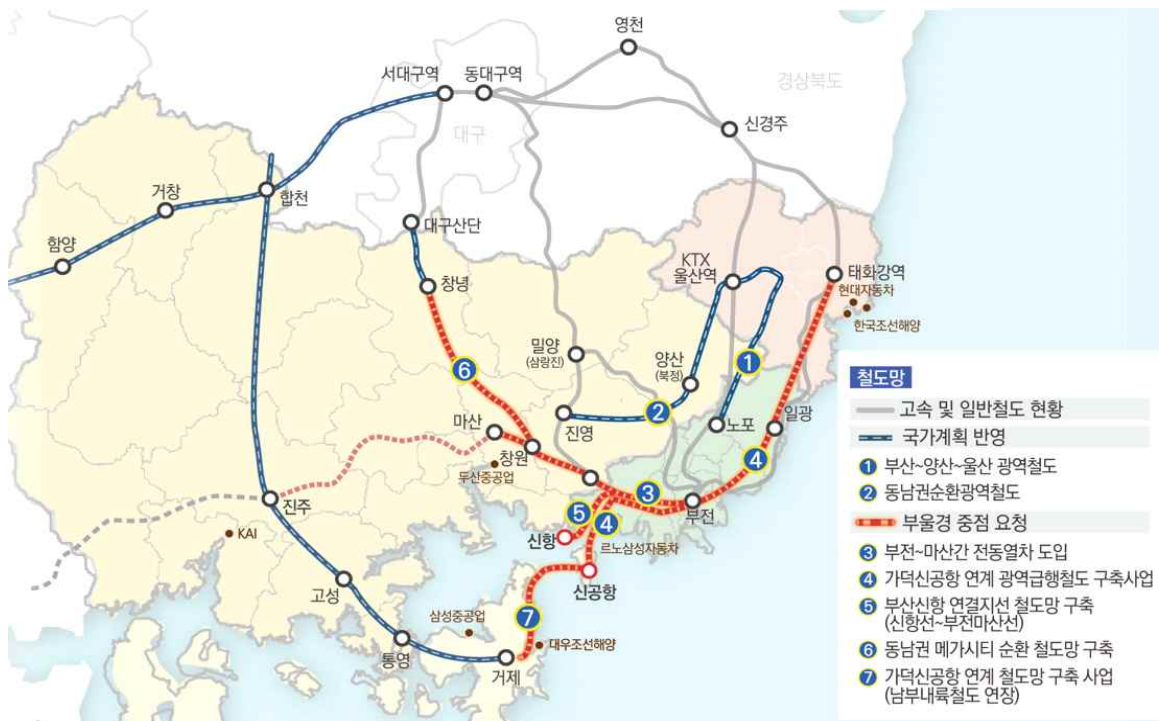 영천
서대구역
동대구역
경상북도
대구
신경주
거창
합천
함양
대구산단
창녕
KTX
울산역
태화강역
현대자동차
한국조선해양
밀양
(삼랑진)
양산
(북정)
1
6
2
마산
진영
노포
일광
창원
두산중공업
4
3
진주
부전
5
4
KAI
신항
르노삼성자동차
신공항
고성
삼성중공업
7
대우조선해양
통영
거제
철도망
고속 및 일반철도 현황
국가계획 반영
1 부산~양산~울산 광역철도
2 동남권순환광역철도
부울경 중점 요청
3 부전~마산간 전동열차 도입
4 가덕신공항 연계 광역급행철도 구축사업
5 부산신항 연결지선 철도망 구축
(신항선~부전마산선)
6 동남권 메가시티 순환 철도망 구축
7 가덕신공항 연계 철도망 구축 사업
(남부내륙철도 연장)